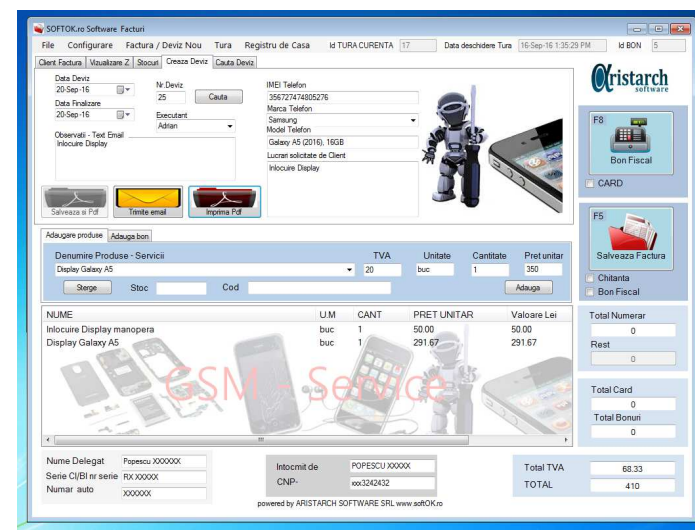 SOFTOK.ro Software Facturi
File Configurare Factura / Deviz Nou Tura Registru de Casa Id TURA CURENTA 17 Data deschidere Tura 16-Sep-16 1:35:29 PM Id BON 5
Client Factura Vizualizare Z Stocuri Creaza Deviz Cauta Deviz
Data Deviz
20-Sep-16
Nr.Deviz
25 Cauta
Data Finalizare
20-Sep-16
Executant
Adrian
Observatii - Text Email
Inlocuire Display
IMEI Telefon
356727474805276
Marca Telefon
Samsung
Model Telefon
Galaxy A5 (2016), 16GB
Lucrari solicitate de Client
Inlocuire Display
Salveaza si Pdf Trimite email Imprima Pdf
Aristarch
software
F8
Bon Fiscal
CARD
F5
Salveaza Factura
Chitanta
Bon Fiscal
Adaugare produse Adauga bon
Denumire Produse - Servicii TVA Unitate Cantitate Pret unitar
Display Galaxy A5 20 buc 1 350
Sterge Stoc Cod Adauga
NUME U.M CANT PRET UNITAR Valoare Lei
Inlocuire Display manopera buc 1 50.00 50.00
Display Galaxy A5 buc 1 291.67 291.67
GSM - Service
Total Numerar
0
Rest
0
Total Card
0
Total Bonuri
0
Nume Delegat Popescu XXXXXX
Serie CI/BI nr serie RX XXXXX
Numar auto XXXXXX
Intocmit de POPESCU XXXXX
CNP- xxx3242432
Total TVA 68.33
TOTAL 410
powered by ARISTARCH SOFTWARE SRL www.softOK.ro